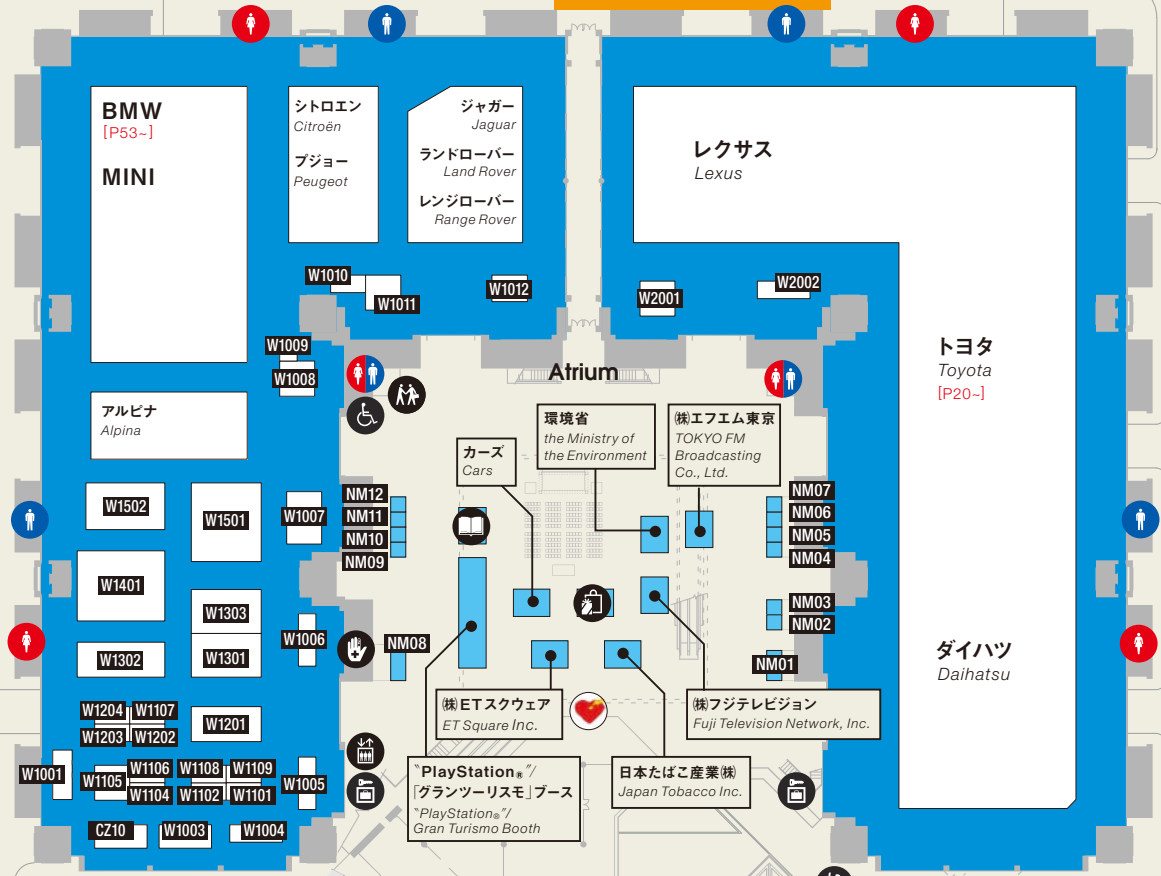 BMW
[P53~]
MINI
シトロエン
Citroën
プジョー
Peugeot
ジャガー
Jaguar
ランドローバー
Land Rover
レンジローバー
Range Rover
レクサス
Lexus
W1010
W1011
W1012
W2001
W2002
W1009
W1008
Atrium
トヨタ
Toyota
[P20~]
アルピナ
Alpina
カーズ
Cars
環境省
the Ministry of
the Environment
㈱エフエム東京
TOKYO FM
Broadcasting
Co., Ltd.
W1502
W1501
W1007
NM12
NM11
NM10
NM09
NM07
NM06
NM05
NM04
W1401
W1303
W1006
NM03
NM02
W1302
W1301
NM08
NM01
ダイハツ
Daihatsu
W1204
W1107
W1203
W1202
W1201
㈱ETスクウェア
ET Square Inc.
㈱フジテレビジョン
Fuji Television Network, Inc.
W1001
W1105
W1106
W1104
W1108
W1109
W1102
W1101
W1005
"PlayStation®"/
「グランツーリスモ」ブース
"PlayStation®"/
Gran Turismo Booth
日本たばこ産業㈱
Japan Tobacco Inc.
CZ10
W1003
W1004